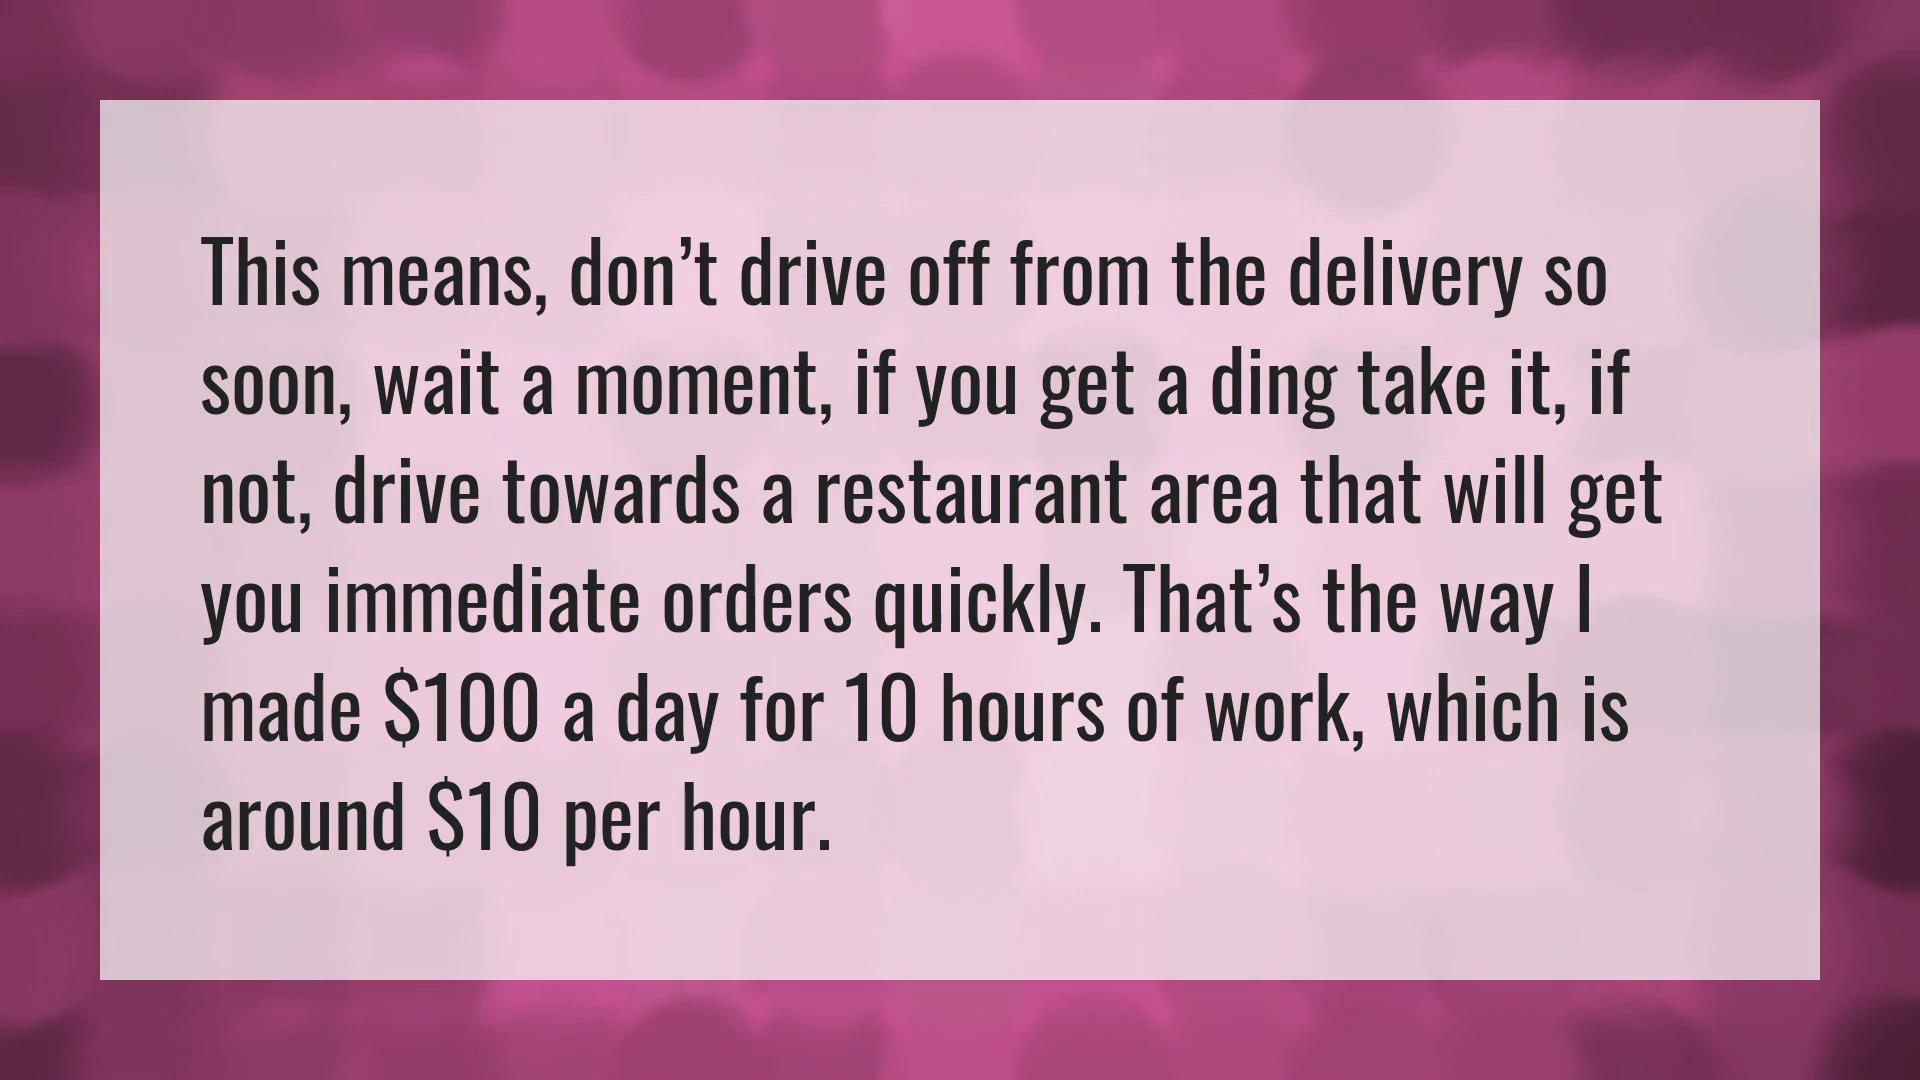 This means, don’t drive off from the delivery so
soon, wait a moment, if you get a ding take it, if
not, drive towards a restaurant area that will get
you immediate orders quickly. That’s the way I
made $100 a day for 10 hours of work, which is
around $10 per hour.